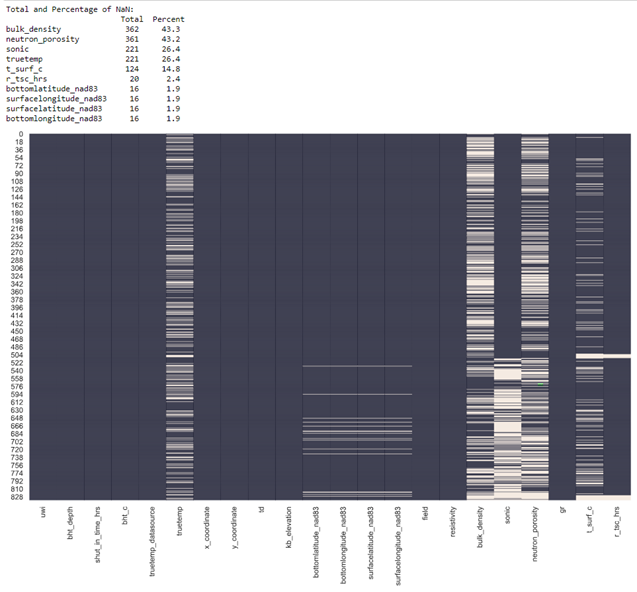 Total and Percentage of NaN:
Total Percent
bulk_density 362 43.3
neutron_porosity 361 43.2
sonic 221 26.4
truetemp 221 26.4
t_surf_c 124 14.8
r_tsc_hrs 20 2.4
bottomlatitude_nad83 16 1.9
surfacelongitude_nad83 16 1.9
surfacelatitude_nad83 16 1.9
bottomlongitude_nad83 16 1.9
0
18
36
54
72
90
108
126
144
162
180
198
216
234
252
270
288
306
324
342
360
378
396
414
432
450
468
486
504
522
540
558
576
594
612
630
648
666
684
702
720
738
756
774
792
810
828
uwi
bht_depth
shut_in_time_hrs
bht_c
truetemp_datasource
truetemp
x_coordinate
y_coordinate
td
kb_elevation
bottomlatitude_nad83
bottomlongitude_nad83
surfacelatitude_nad83
surfacelongitude_nad83
field
resistivity
bulk_density
sonic
neutron_porosity
gr
t_surf_c
r_tsc_hrs